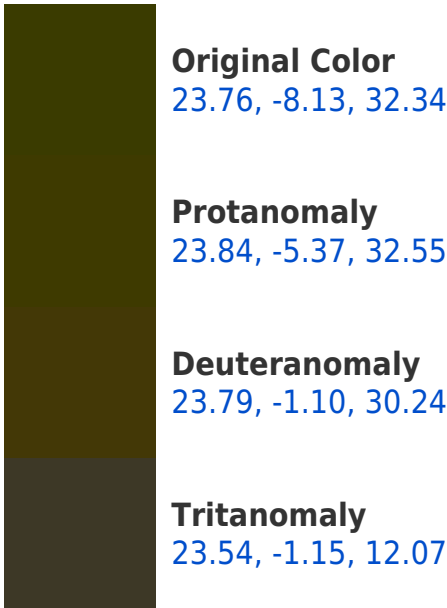 Original Color
23.76, -8.13, 32.34
Protanomaly
23.84, -5.37, 32.55
Deuteranomaly
23.79, -1.10, 30.24
Tritanomaly
23.54, -1.15, 12.07